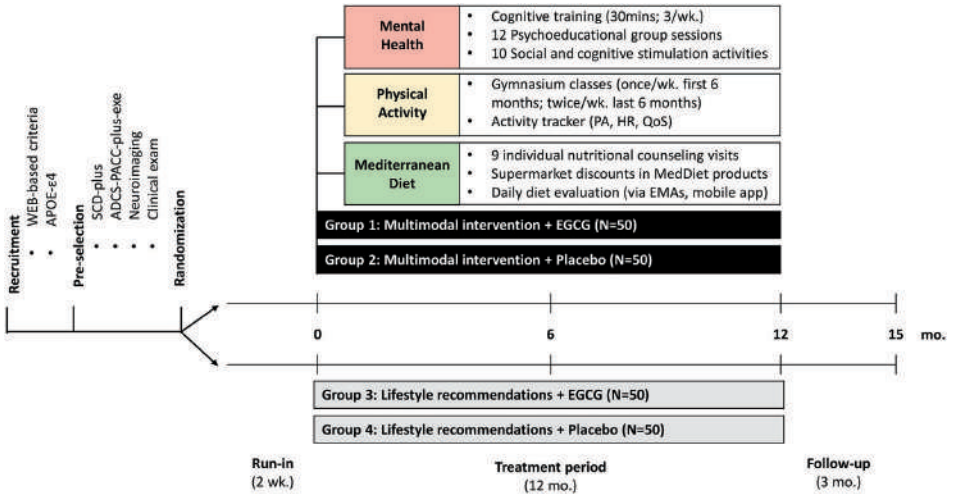 Mental
Health
• Cognitive training (30mins; 3/wk.)
• 12 Psychoeducational group sessions
• 10 Social and cognitive stimulation activities
Physical
Activity
• Gymnasium classes (once/wk. first 6
months; twice/wk. last 6 months)
• Activity tracker (PA, HR, QoS)
Mediterranean
Diet
• 9 individual nutritional counseling visits
• Supermarket discounts in MedDiet products
• Daily diet evaluation (via EMAs, mobile app)
Recruitment
• WEB-based criteria
• APOE-ε4
Pre-selection
• SCD-plus
• ADCS-PACC-plus-exe
• Neuroimaging
• Clinical exam
Randomization
Group 1: Multimodal intervention + EGCG (N=50)
Group 2: Multimodal intervention + Placebo (N=50)
0 6 12 15 mo.
Group 3: Lifestyle recommendations + EGCG (N=50)
Group 4: Lifestyle recommendations + Placebo (N=50)
Run-in
(2 wk.)
Treatment period
(12 mo.)
Follow-up
(3 mo.)